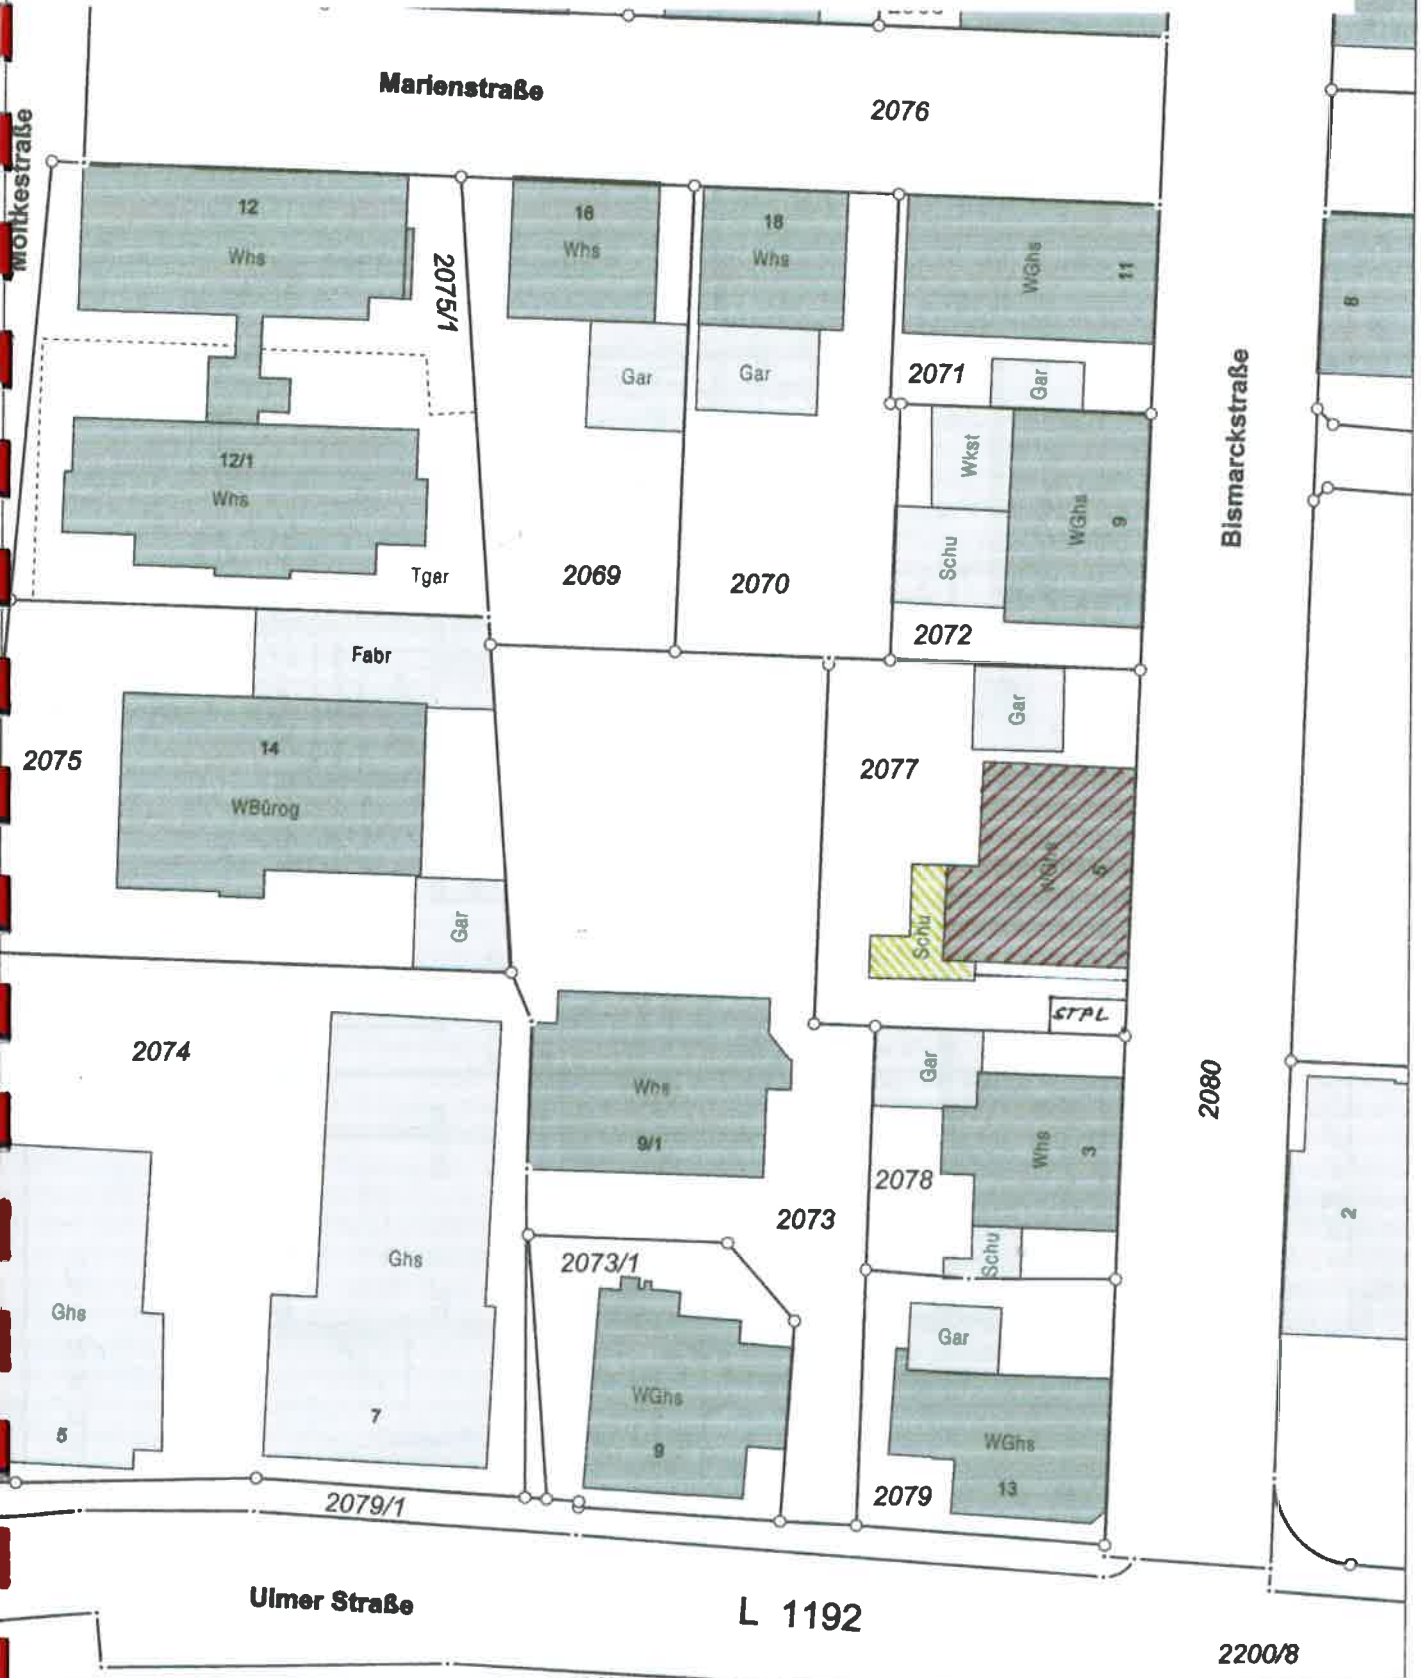 Marienstraße
2076
Moltkestraße
12
Whs
2075/1
16
Whs
18
Whs
WGhs
11
8
Gar
Gar
2071
Gar
Bismarckstraße
12/1
Whs
Wkst
WGhs
9
Schu
Tgar
2069
2070
2072
Fabr
Gar
2075
14
WBürog
2077
WGhs
5
Schu
Gar
STPL
2074
Whs
9/1
Gar
Whs
3
2080
2078
2073
2
Schu
2073/1
Ghs
Ghs
5
7
WGhs
9
Gar
WGhs
13
2079
2079/1
Ulmer Straße
L 1192
2200/8